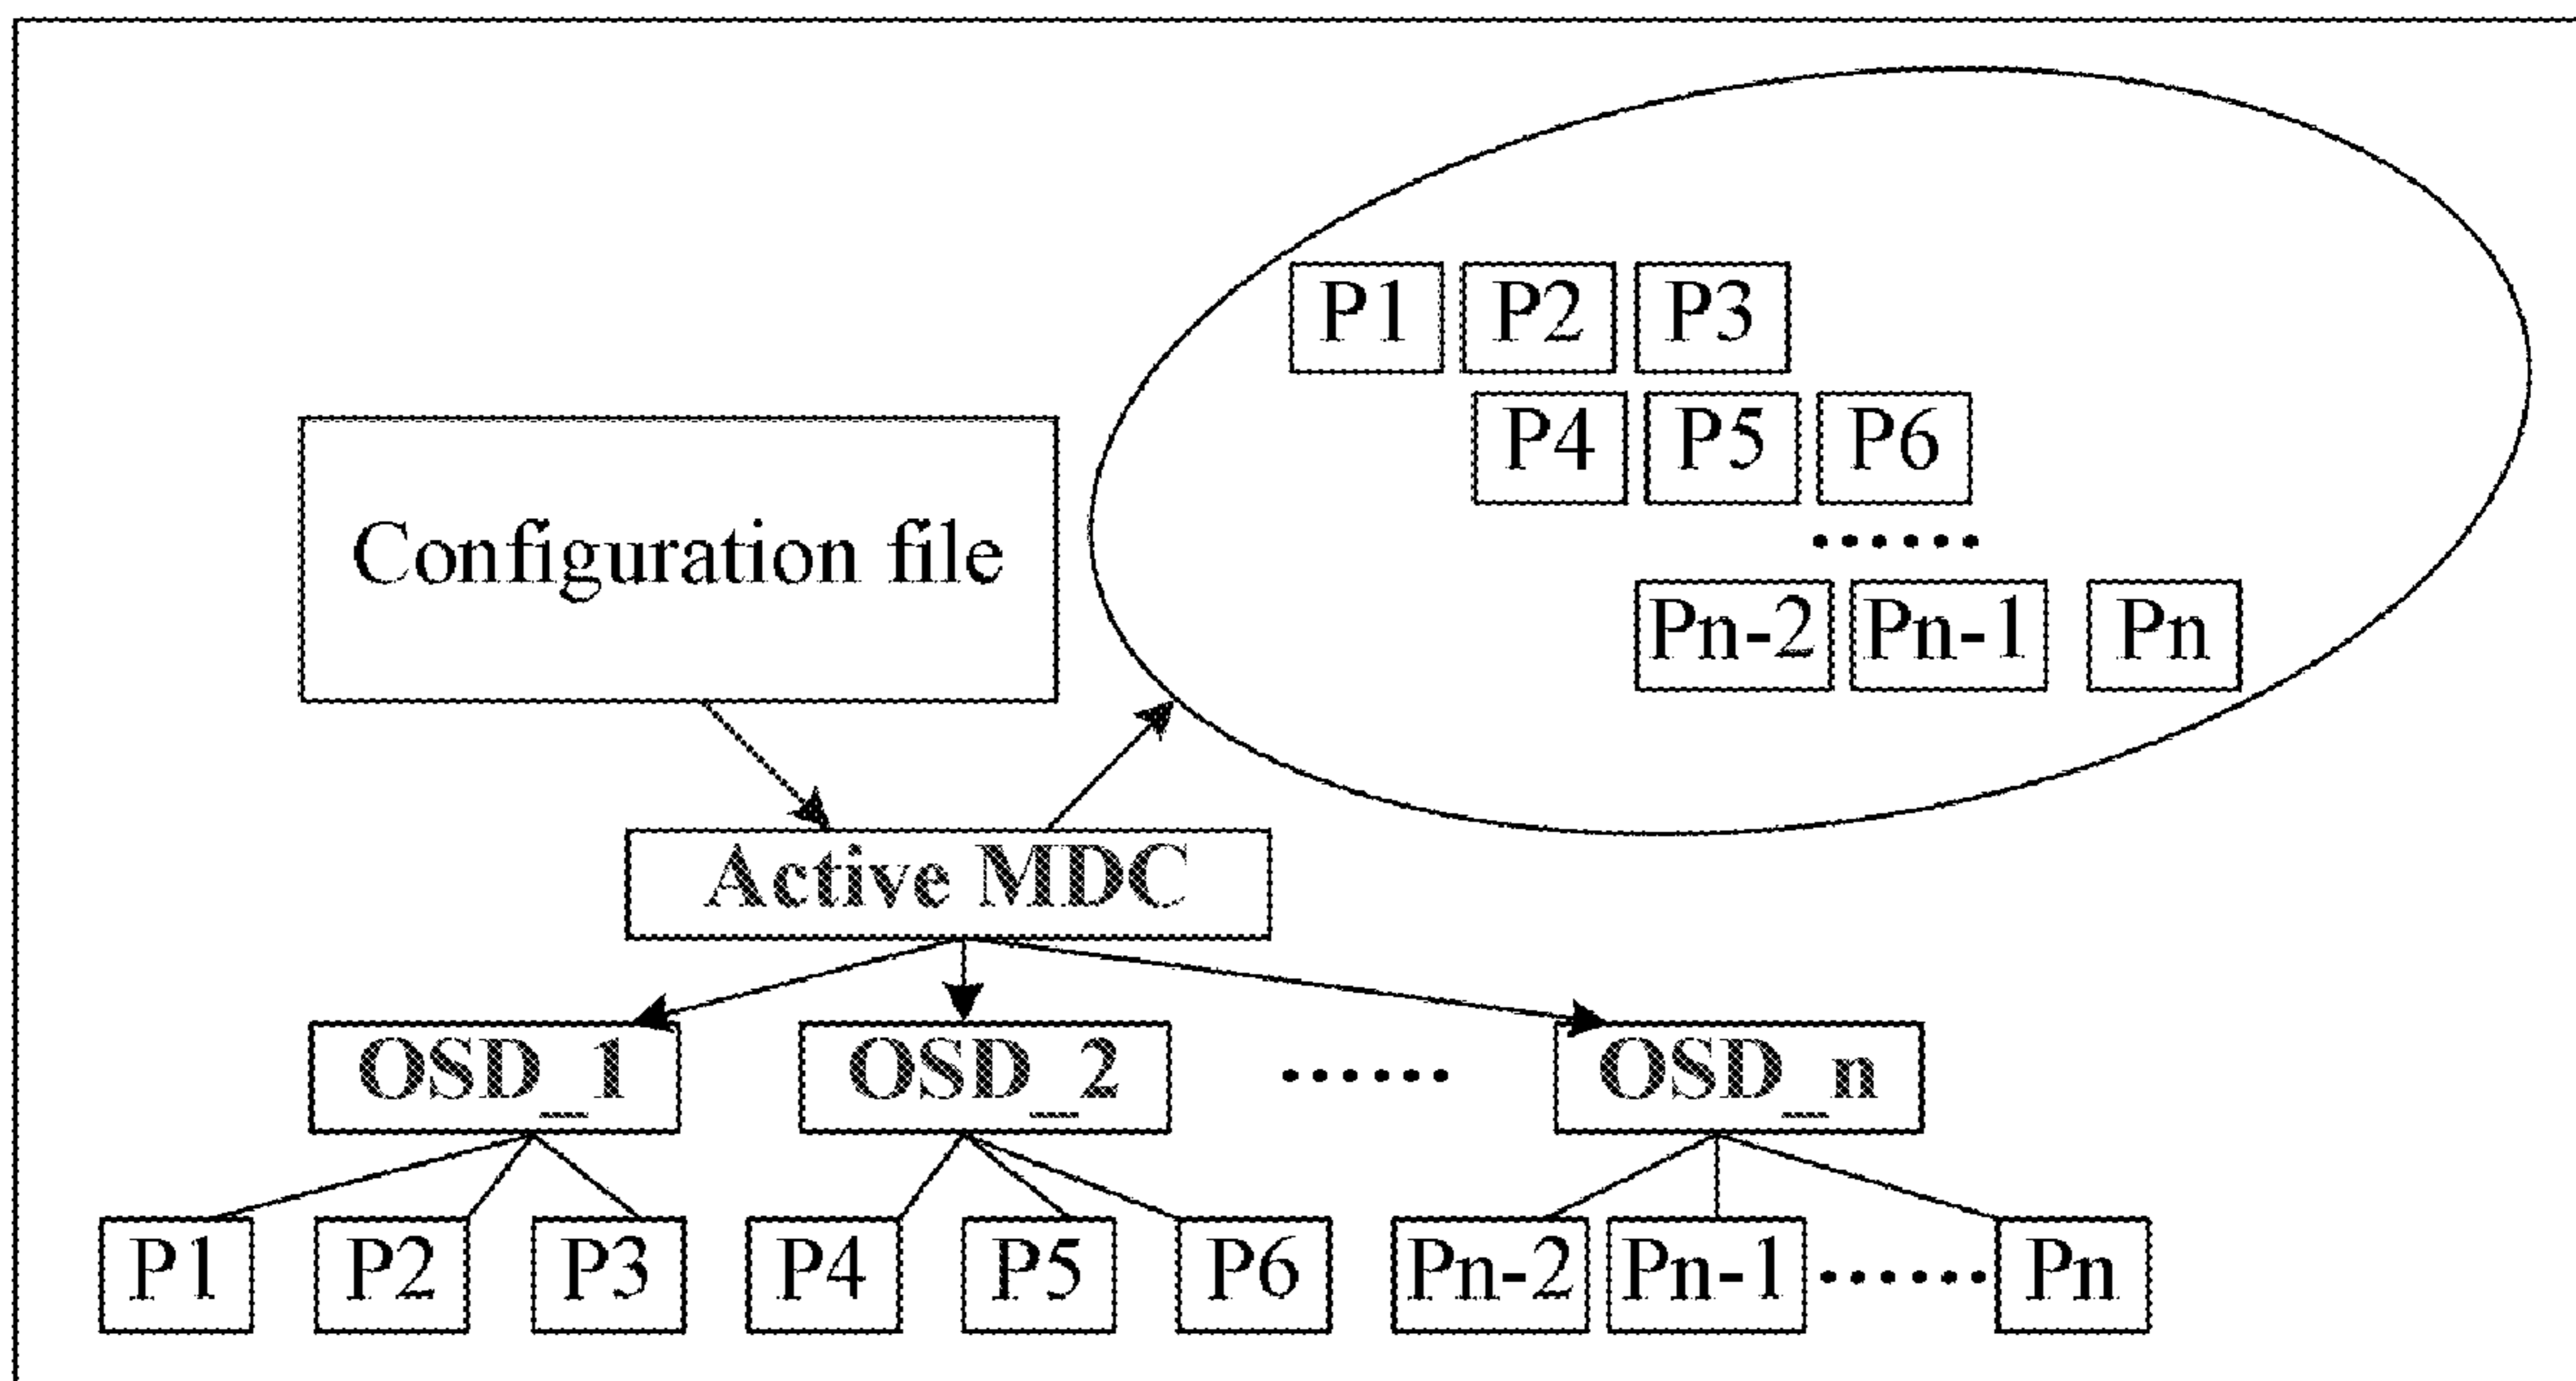 P1 P2 P3
P4 P5 P6
......
Configuration file
Pn-2 Pn-1 Pn
Active MDC
OSD_1 OSD_2 ...... OSD_n
P1 P2 P3 P4 P5 P6 Pn-2 Pn-1 ...... Pn